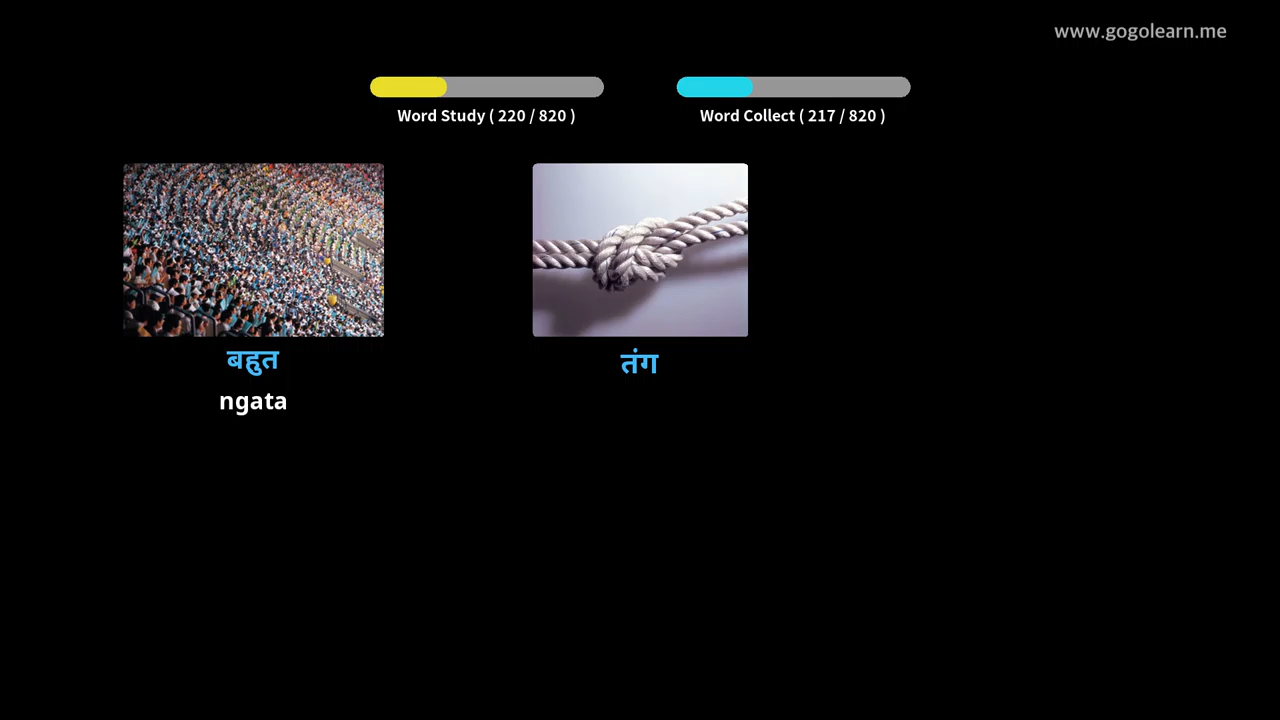 www.gogolearn.me
Word Study ( 220 / 820 )
Word Collect ( 217 / 820 )
बहुत
ngata
तंग